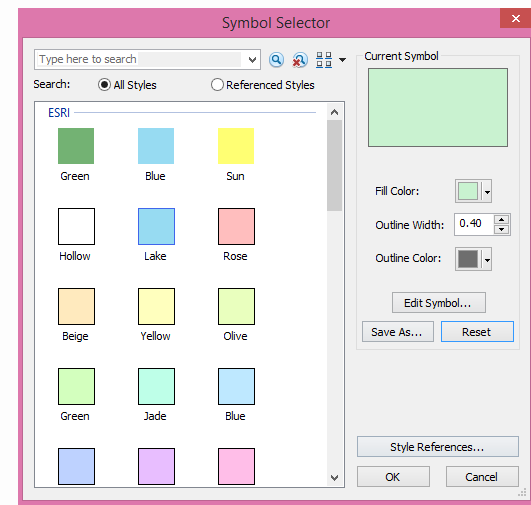 Symbol Selector
Type here to search
Search: All Styles Referenced Styles
ESRI
Green Blue Sun
Hollow Lake Rose
Beige Yellow Olive
Green Jade Blue
Current Symbol
Fill Color:
Outline Width: 0.40
Outline Color:
Edit Symbol...
Save As... Reset
Style References...
OK Cancel